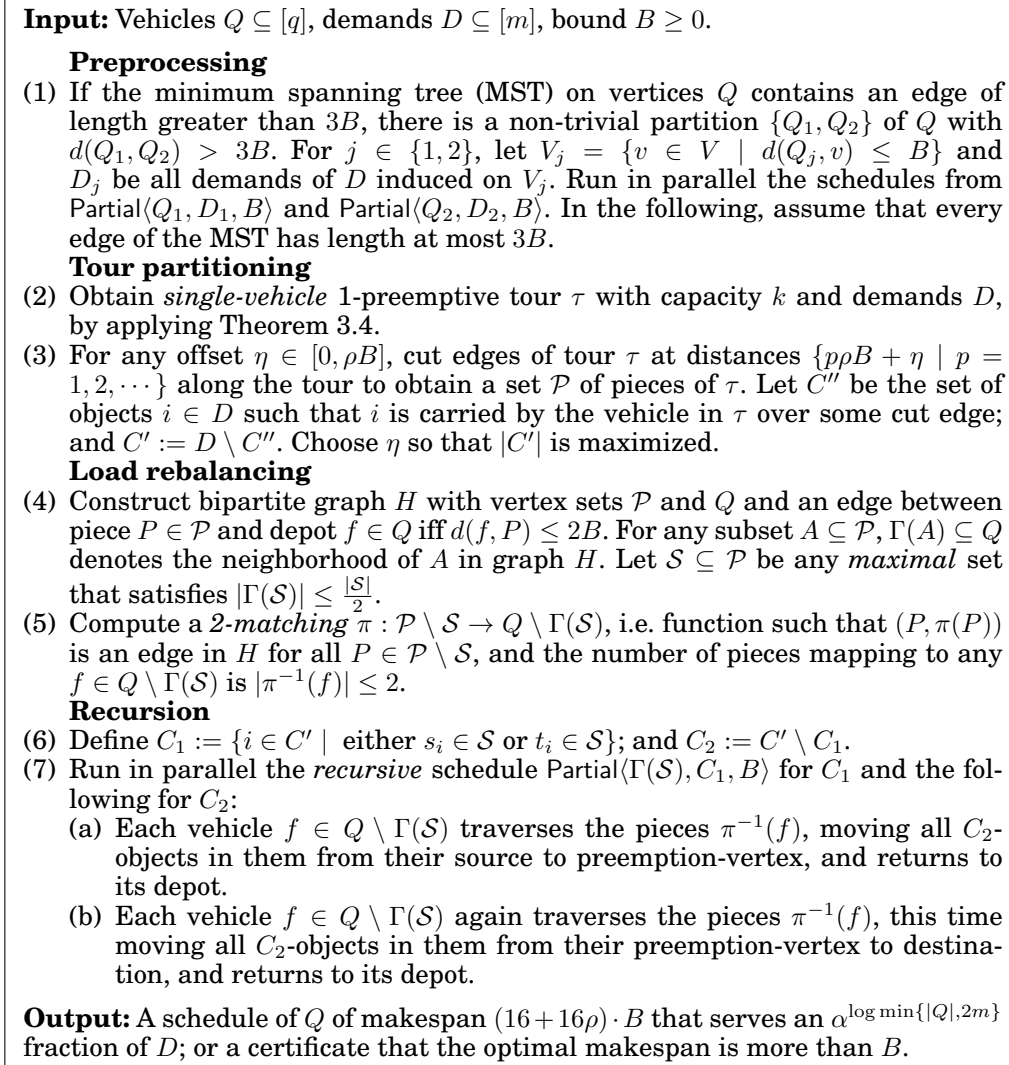 Input: Vehicles Q ⊆ [q], demands D ⊆ [m], bound B ≥ 0.
Preprocessing
(1) If the minimum spanning tree (MST) on vertices Q contains an edge of
length greater than 3B, there is a non-trivial partition {Q₁, Q₂} of Q with
d(Q₁, Q₂) > 3B. For j ∈ {1, 2}, let Vⱼ = {v ∈ V | d(Qⱼ, v) ≤ B} and
Dⱼ be all demands of D induced on Vⱼ. Run in parallel the schedules from
Partial⟨Q₁, D₁, B⟩ and Partial⟨Q₂, D₂, B⟩. In the following, assume that every
edge of the MST has length at most 3B.
Tour partitioning
(2) Obtain single-vehicle 1-preemptive tour τ with capacity k and demands D,
by applying Theorem 3.4.
(3) For any offset η ∈ [0, ρB], cut edges of tour τ at distances {pρB + η | p =
1, 2, · · · } along the tour to obtain a set 𝒫 of pieces of τ. Let C″ be the set of
objects i ∈ D such that i is carried by the vehicle in τ over some cut edge;
and C′ := D \ C″. Choose η so that |C′| is maximized.
Load rebalancing
(4) Construct bipartite graph H with vertex sets 𝒫 and Q and an edge between
piece P ∈ 𝒫 and depot f ∈ Q iff d(f, P) ≤ 2B. For any subset A ⊆ 𝒫, Γ(A) ⊆ Q
denotes the neighborhood of A in graph H. Let 𝒮 ⊆ 𝒫 be any maximal set
that satisfies |Γ(𝒮)| ≤ |𝒮|/2.
(5) Compute a 2-matching π : 𝒫 \ 𝒮 → Q \ Γ(𝒮), i.e. function such that (P, π(P))
is an edge in H for all P ∈ 𝒫 \ 𝒮, and the number of pieces mapping to any
f ∈ Q \ Γ(𝒮) is |π⁻¹(f)| ≤ 2.
Recursion
(6) Define C₁ := {i ∈ C′ | either sᵢ ∈ 𝒮 or tᵢ ∈ 𝒮}; and C₂ := C′ \ C₁.
(7) Run in parallel the recursive schedule Partial⟨Γ(𝒮), C₁, B⟩ for C₁ and the fol-
lowing for C₂:
(a) Each vehicle f ∈ Q \ Γ(𝒮) traverses the pieces π⁻¹(f), moving all C₂-
objects in them from their source to preemption-vertex, and returns to
its depot.
(b) Each vehicle f ∈ Q \ Γ(𝒮) again traverses the pieces π⁻¹(f), this time
moving all C₂-objects in them from their preemption-vertex to destina-
tion, and returns to its depot.
Output: A schedule of Q of makespan (16 + 16ρ) · B that serves an α^{log min{|Q|,2m}}
fraction of D; or a certificate that the optimal makespan is more than B.